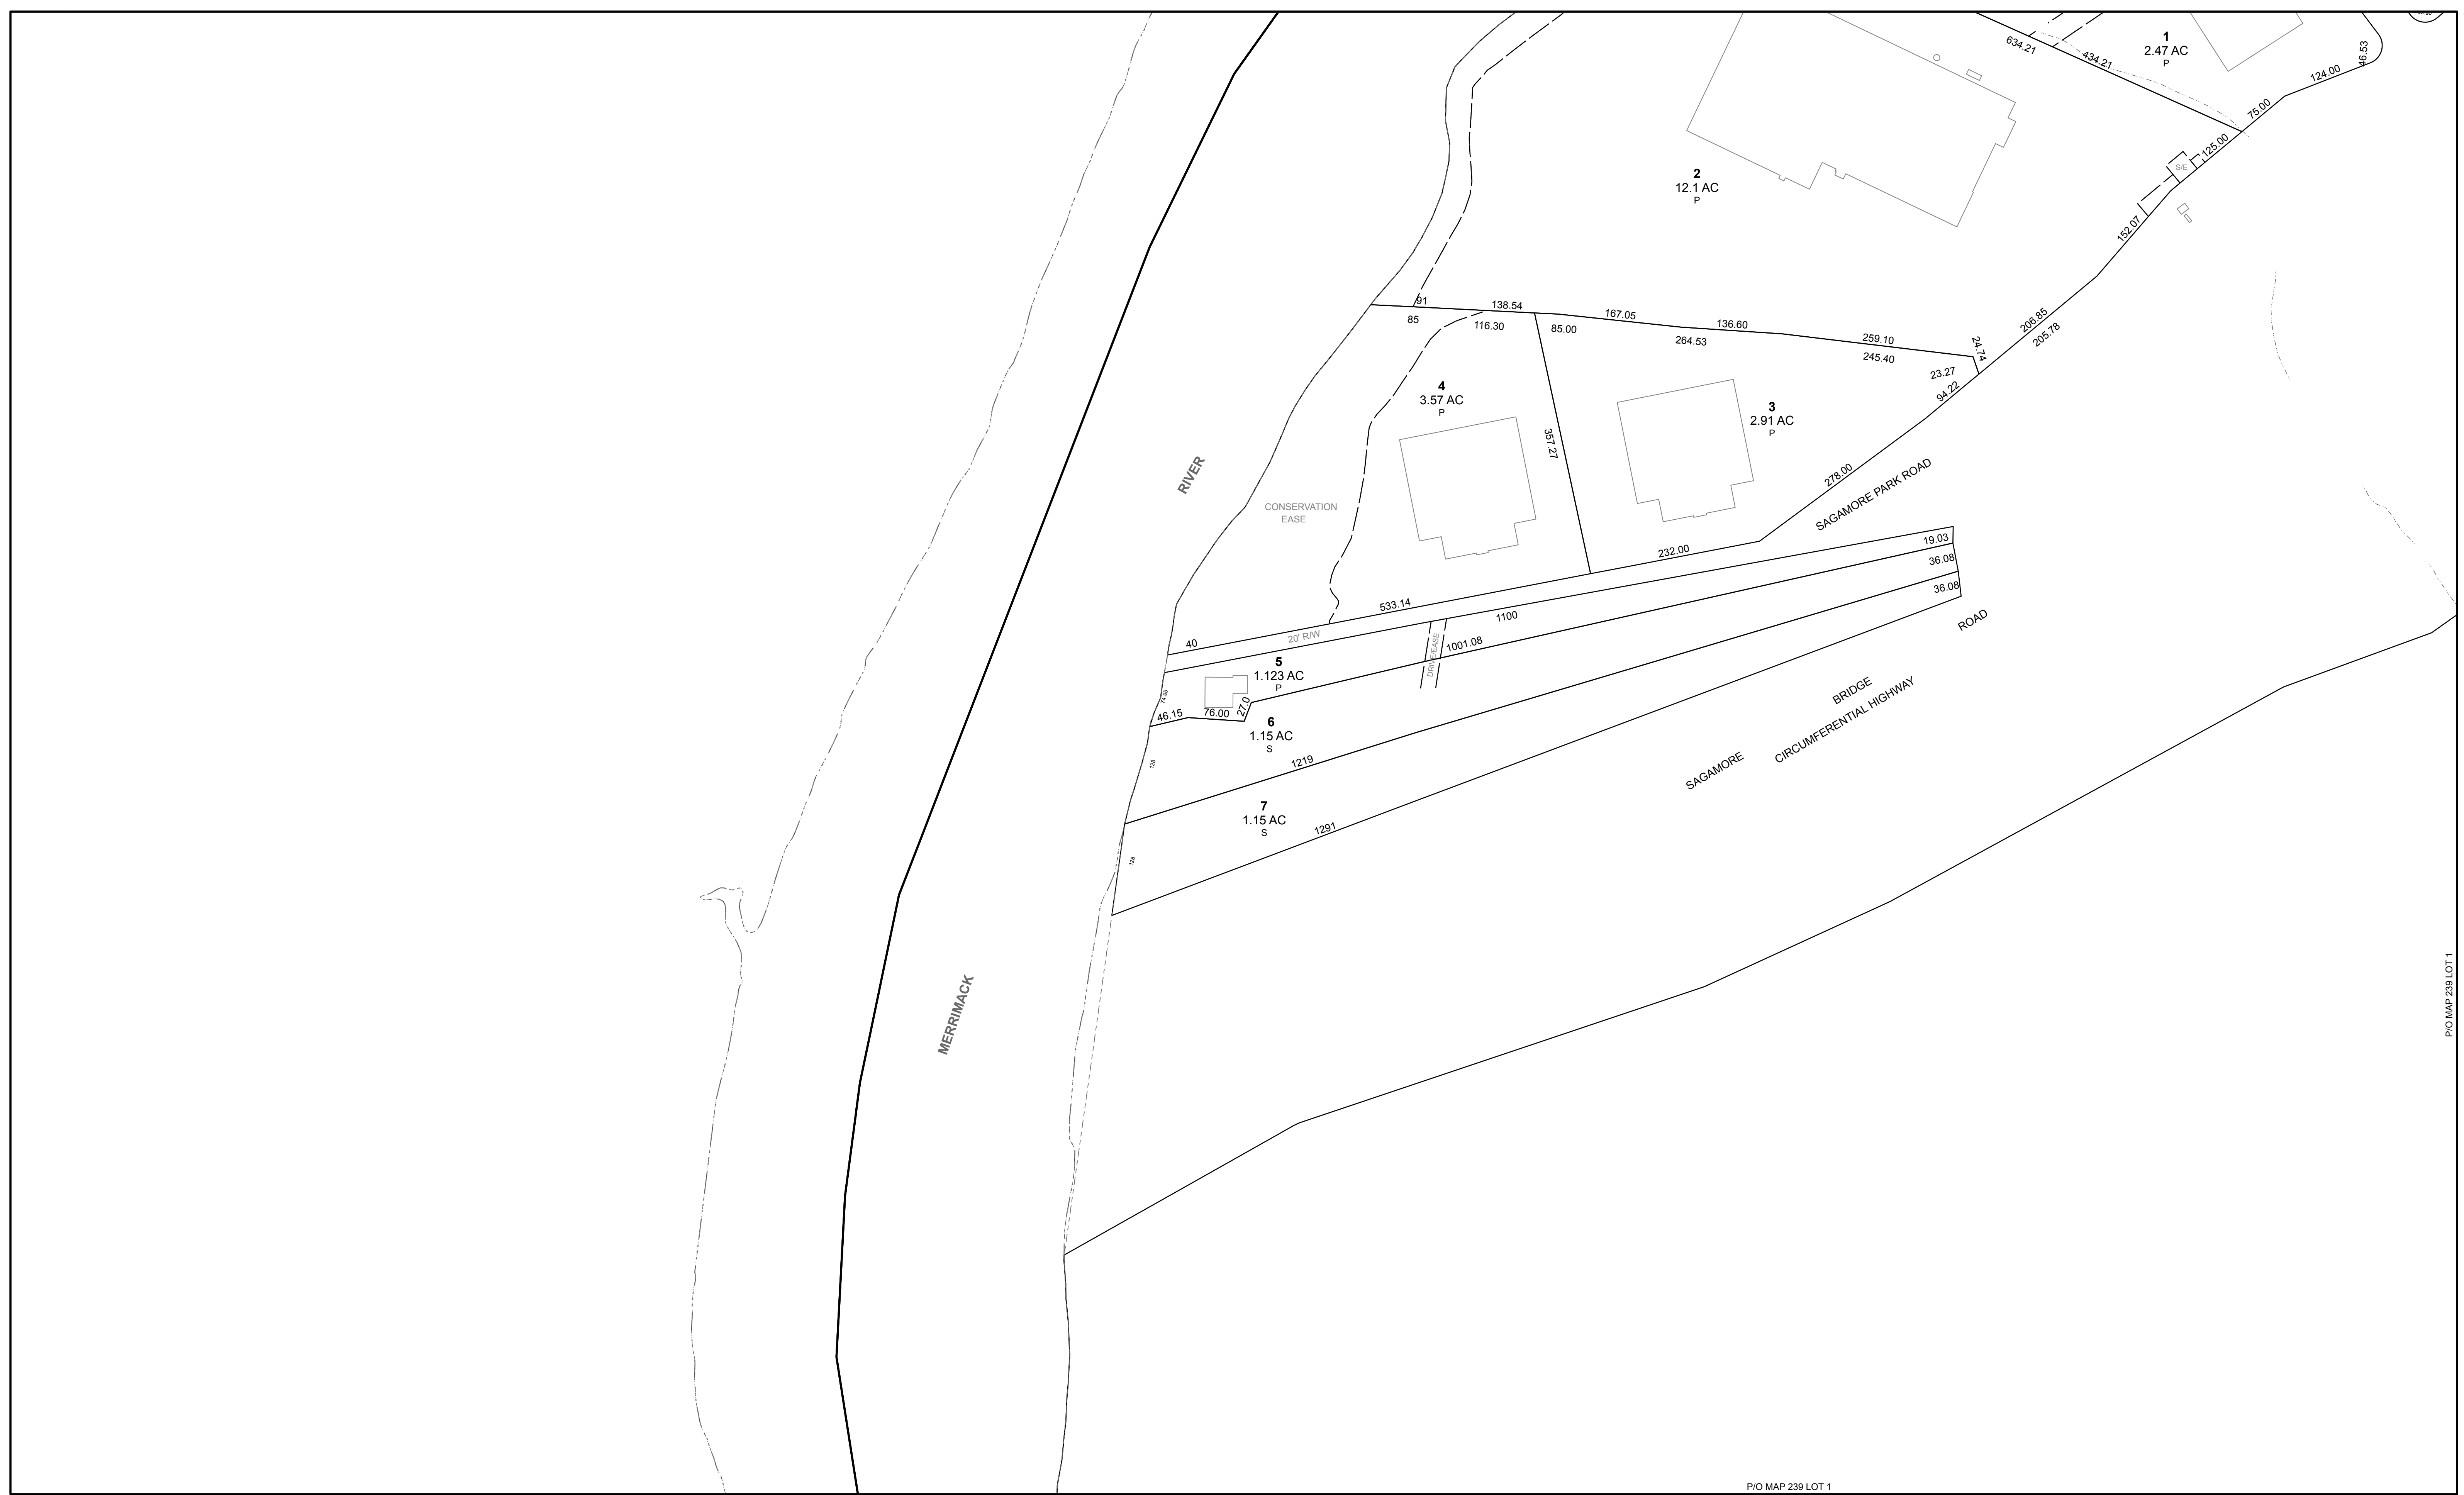 634.21
434.21
1
2.47 AC
P
46.53
124.00
75.00
125.00
S/E
152.07
2
12.1 AC
P
91
138.54
167.05
136.60
259.10
24.74
206.85
205.78
85
116.30
85.00
264.53
245.40
23.27
94.22
4
3.57 AC
P
3
2.91 AC
P
357.27
278.00
RIVER
CONSERVATION
EASE
SAGAMORE PARK ROAD
232.00
19.03
36.08
36.08
533.14
40
20' R/W
1100
1001.08
DRIVE/EASE
ROAD
5
1.123 AC
P
74.95
46.15
76.00
27.0
6
1.15 AC
S
128
1219
BRIDGE
CIRCUMFERENTIAL HIGHWAY
SAGAMORE
7
1.15 AC
S
128
1291
MERRIMACK
P/O MAP 239 LOT 1
P/O MAP 239 LOT 1